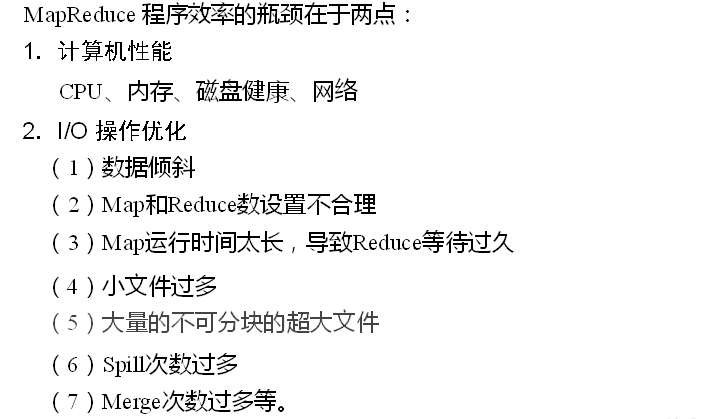 MapReduce 程序效率的瓶颈在于两点：
1. 计算机性能
CPU、内存、磁盘健康、网络
2. I/O 操作优化
（1）数据倾斜
（2）Map和Reduce数设置不合理
（3）Map运行时间太长，导致Reduce等待过久
（4）小文件过多
（5）大量的不可分块的超大文件
（6）Spill次数过多
（7）Merge次数过多等。